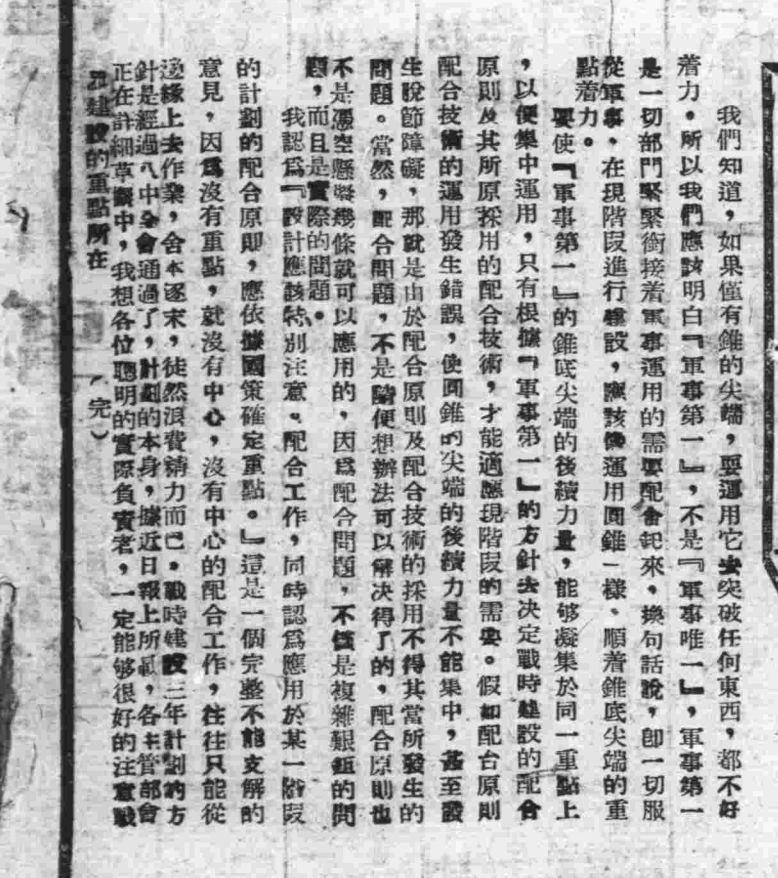 我們知道，如果僅有錐的尖端，要運用它去突破任何東西，都不好
着力。所以我們應該明白『軍事第一』，不是『軍事唯一』，軍事第一
是一切部門緊緊銜接着軍事運用的需要配合起來。換句話說，卽一切服
從軍事。在現階段進行建設，應該像運用圓錐一樣、順着錐底尖端的重
點着力。
要使『軍事第一』的錐底尖端的後續力量，能够凝集於同一重點上
，以便集中運用，只有根據『軍事第一』的方針去决定戰時建設的配合
原則及其所原採用的配合技術，才能適應現階段的需要。假如配合原則
配合技術的運用發生錯誤，使圓錐的尖端的後續力量不能集中，甚至發
生脫節障礙，那就是由於配合原則及配合技術的採用不得其當所發生的
問題。當然，配合問題，不是隨便想辦法可以解决得了的，配合原則也
不是憑空懸擬幾條就可以應用的，因爲配合問題，不僅是複雜艱鉅的問
題，而且是實際的問題。
我認爲『設計應該特別注意。配合工作，同時認爲應用於某一階段
的計劃的配合原則，應依據國策確定重點。』這是一個完整不能支解的
意見，因爲沒有重點，就沒有中心，沒有中心的配合工作，往往只能從
邊緣上去作業，舍本逐末，徒然浪費精力而已。戰時建設三年計劃的方
針是經過八中全會通過了，計劃的本身，據近日報上所載，各主管部會
正在詳細草擬中，我想各位聰明的實際負責者，一定能够很好的注意戰
建設的重點所在
（完）